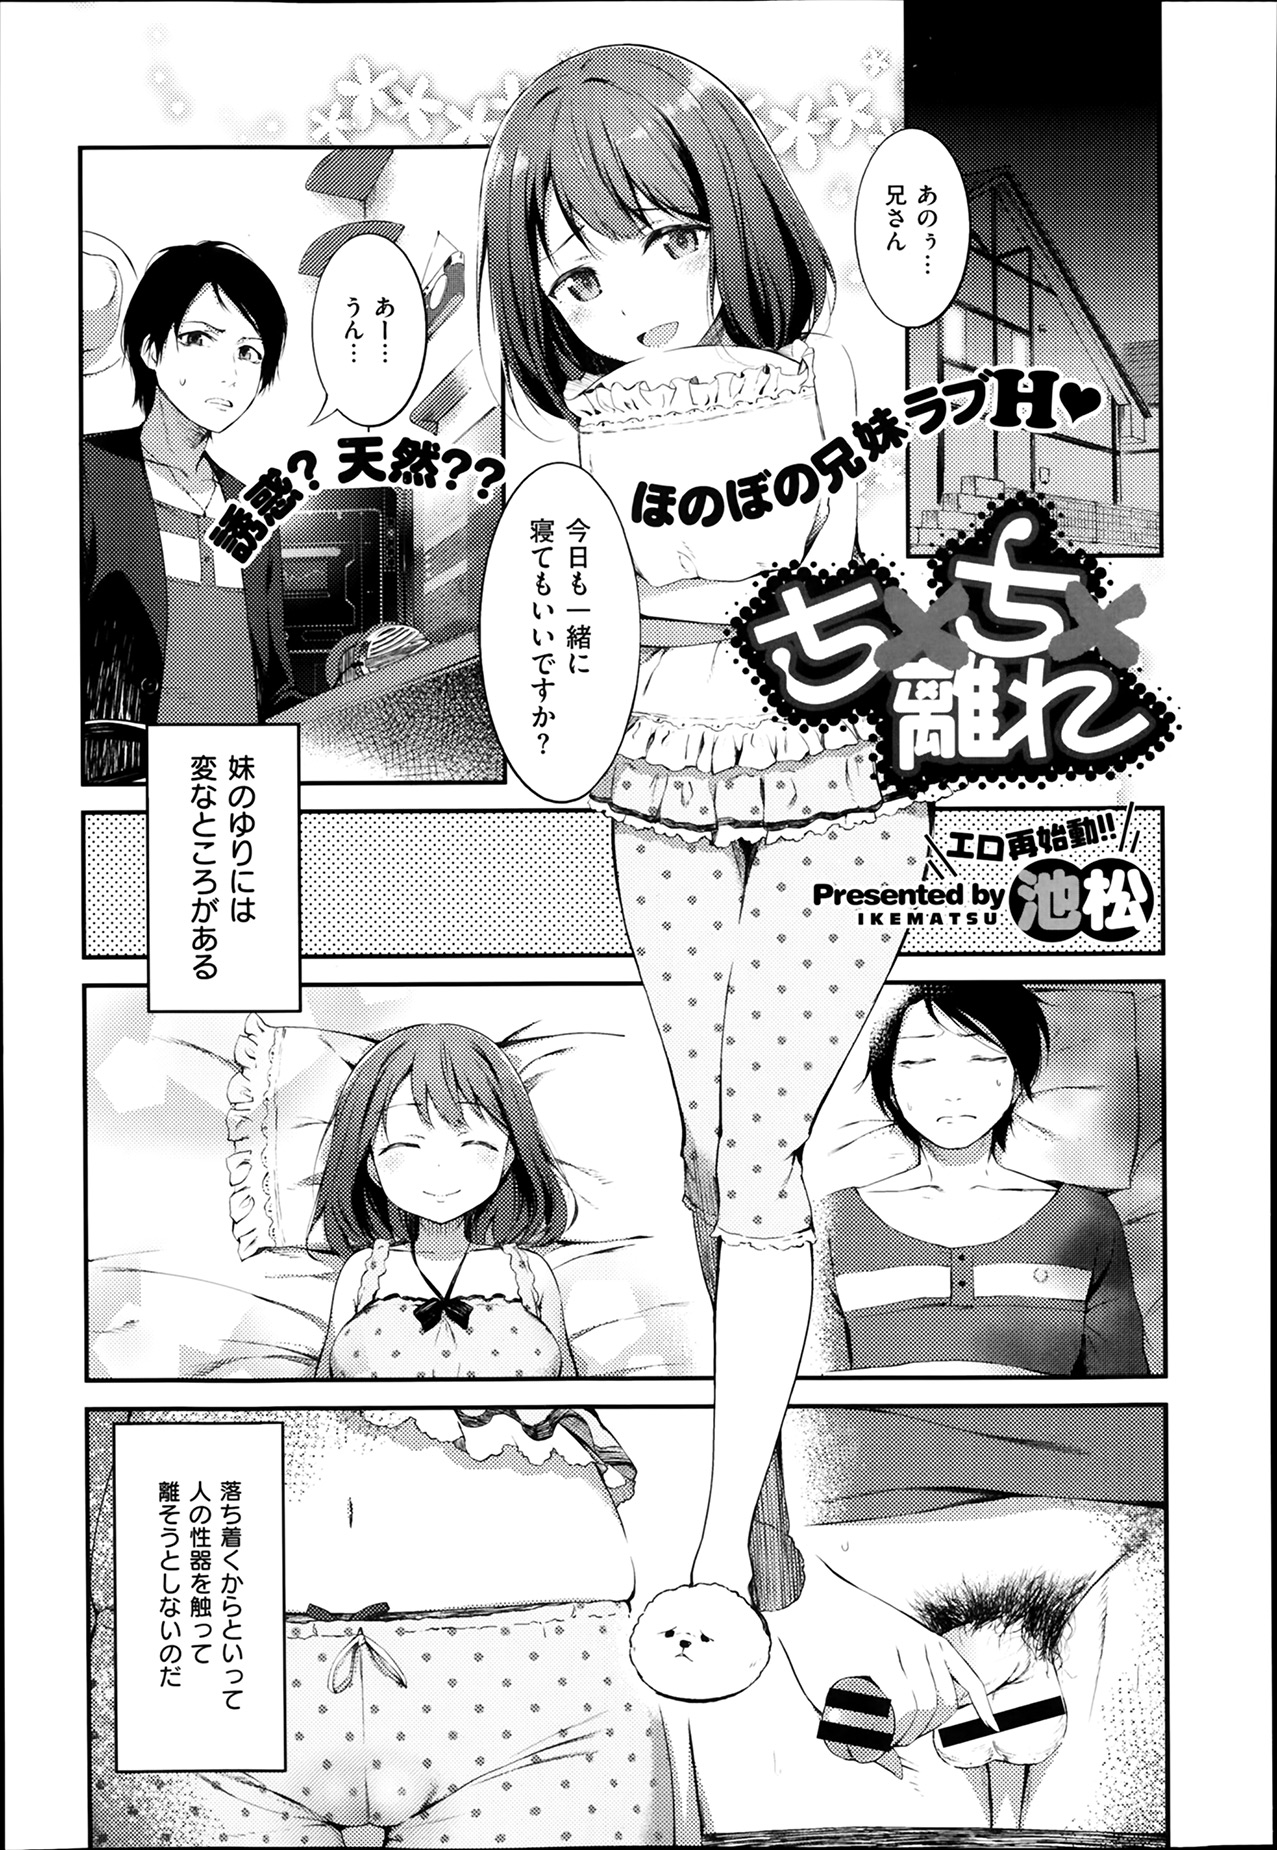 あのぅ…
兄さん
あー…
うん…
ほのぼの兄妹ラブH♥
誘惑？天然？？
今日も一緒に
寝てもいいですか？
ち×ち×
離れ
エロ再始動!!
Presented by
IKEMATSU
池松
妹のゆりには
変なところがある
落ち着くからといって
人の性器を触って
離そうとしないのだ